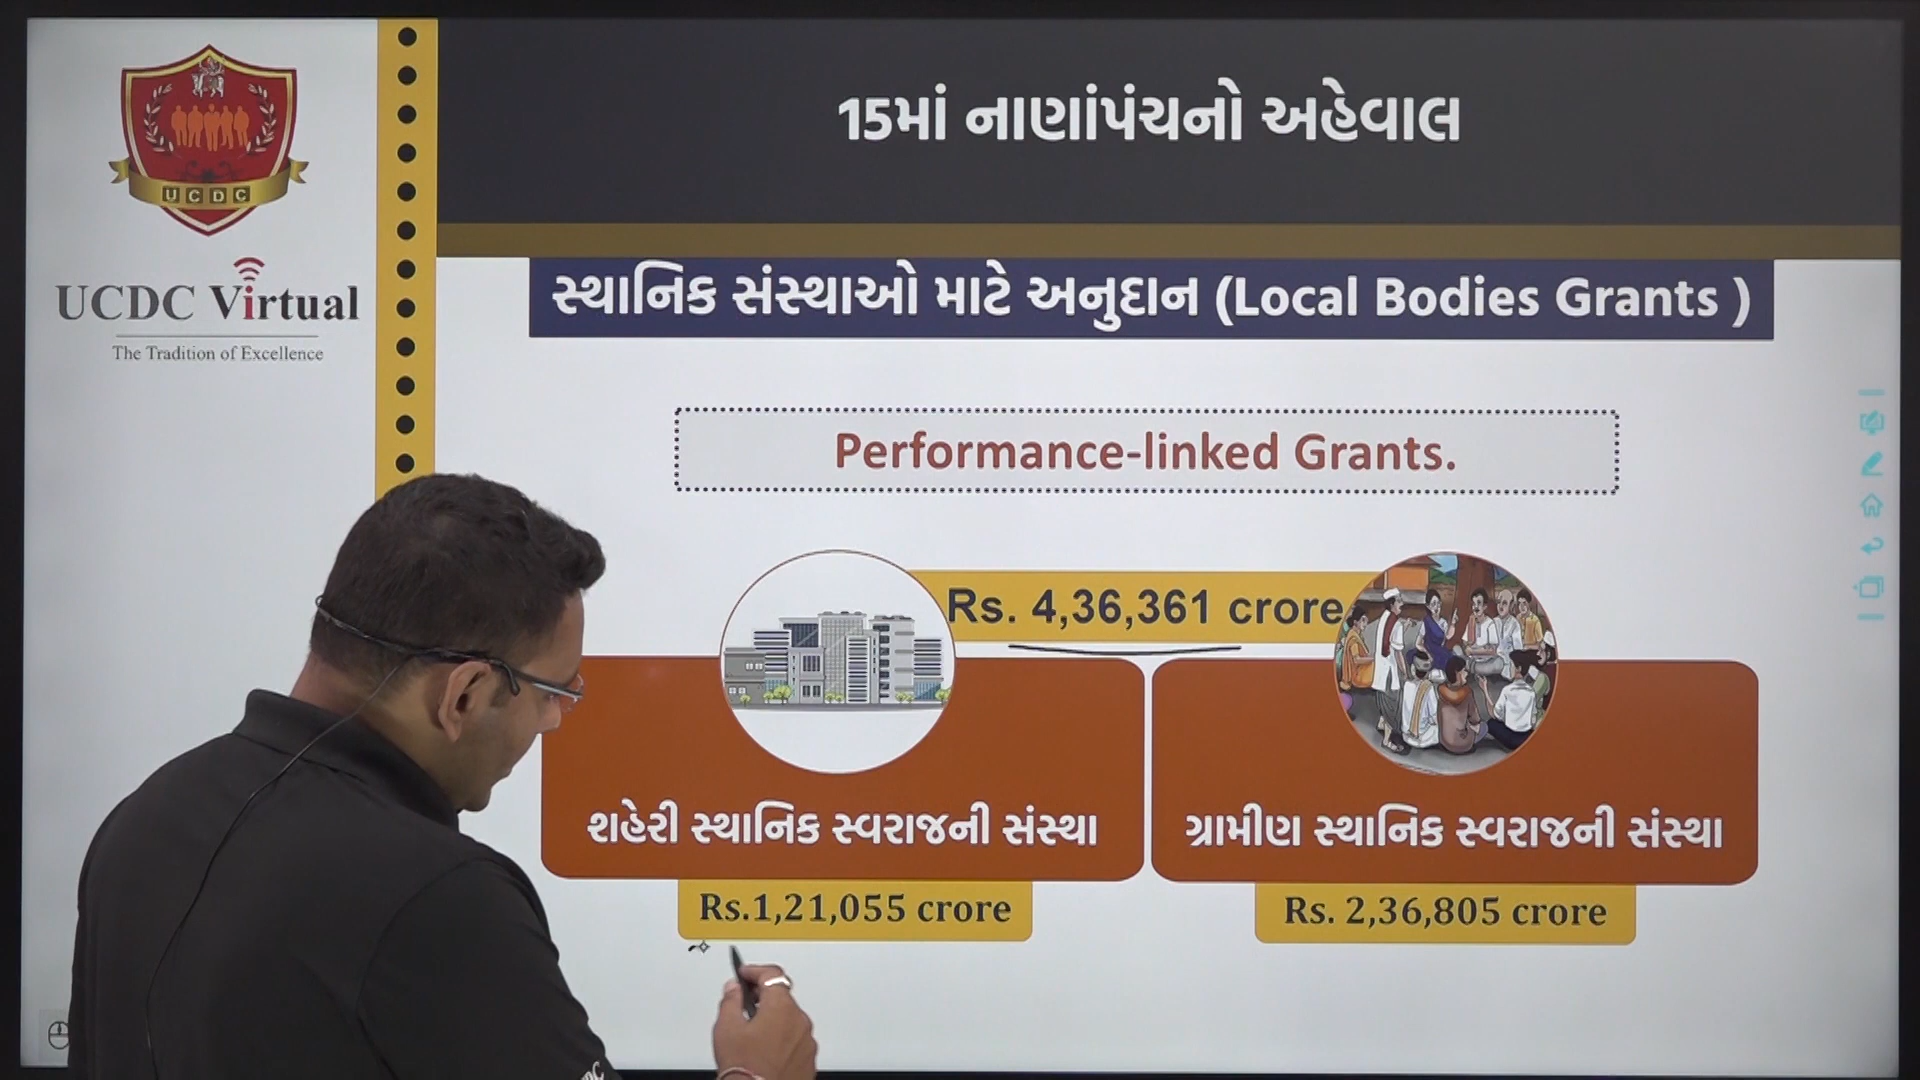 15માં નાણાંપંચનો અહેવાલ
UCDC
UCDC Virtual
The Tradition of Excellence
સ્થાનિક સંસ્થાઓ માટે અનુદાન (Local Bodies Grants )
Performance-linked Grants.
Rs. 4,36,361 crore
શહેરી સ્થાનિક સ્વરાજની સંસ્થા
ગ્રામીણ સ્થાનિક સ્વરાજની સંસ્થા
Rs.1,21,055 crore
Rs. 2,36,805 crore